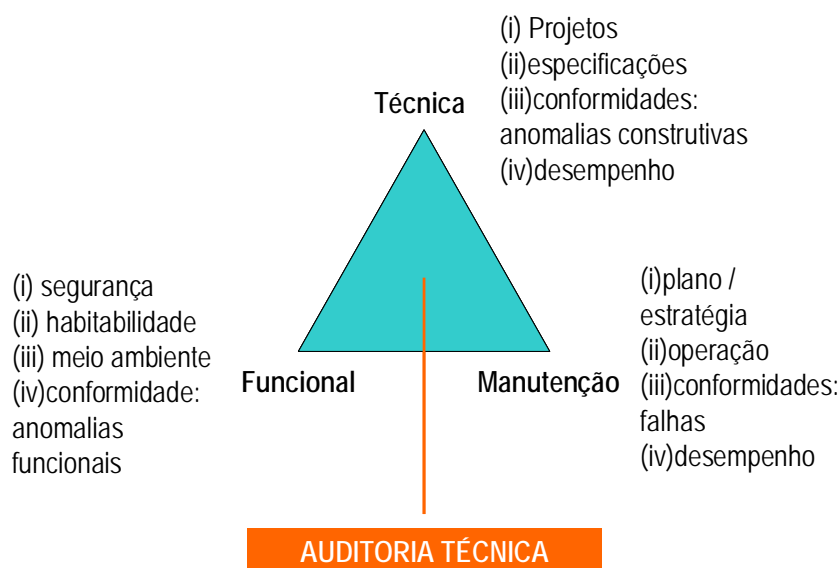 (i) Projetos
(ii)especificações
(iii)conformidades:
anomalias construtivas
(iv)desempenho
Técnica
(i) segurança
(ii) habitabilidade
(iii) meio ambiente
(iv)conformidade:
anomalias
funcionais
Funcional
Manutenção
(i)plano /
estratégia
(ii)operação
(iii)conformidades:
falhas
(iv)desempenho
AUDITORIA TÉCNICA